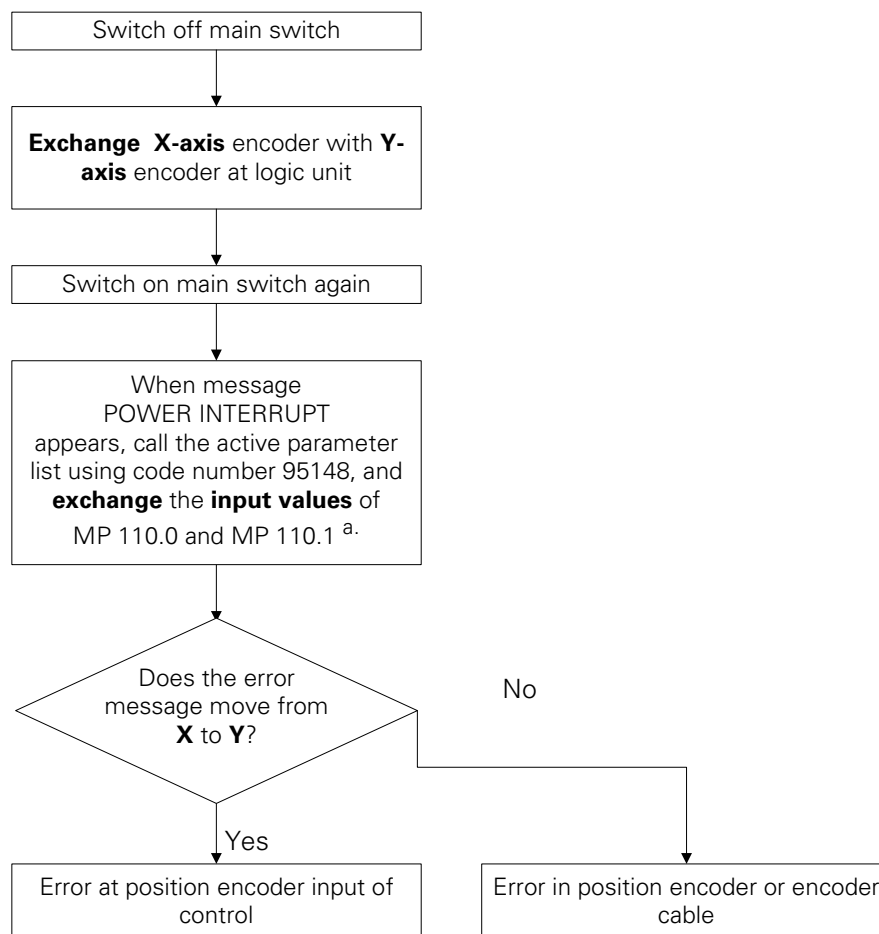 Switch off main switch
Exchange X-axis encoder with Y-
axis encoder at logic unit
Switch on main switch again
When message
POWER INTERRUPT
appears, call the active parameter
list using code number 95148, and
exchange the input values of
MP 110.0 and MP 110.1 a.
Does the error
message move from
X to Y?
No
Yes
Error at position encoder input of
control
Error in position encoder or encoder
cable